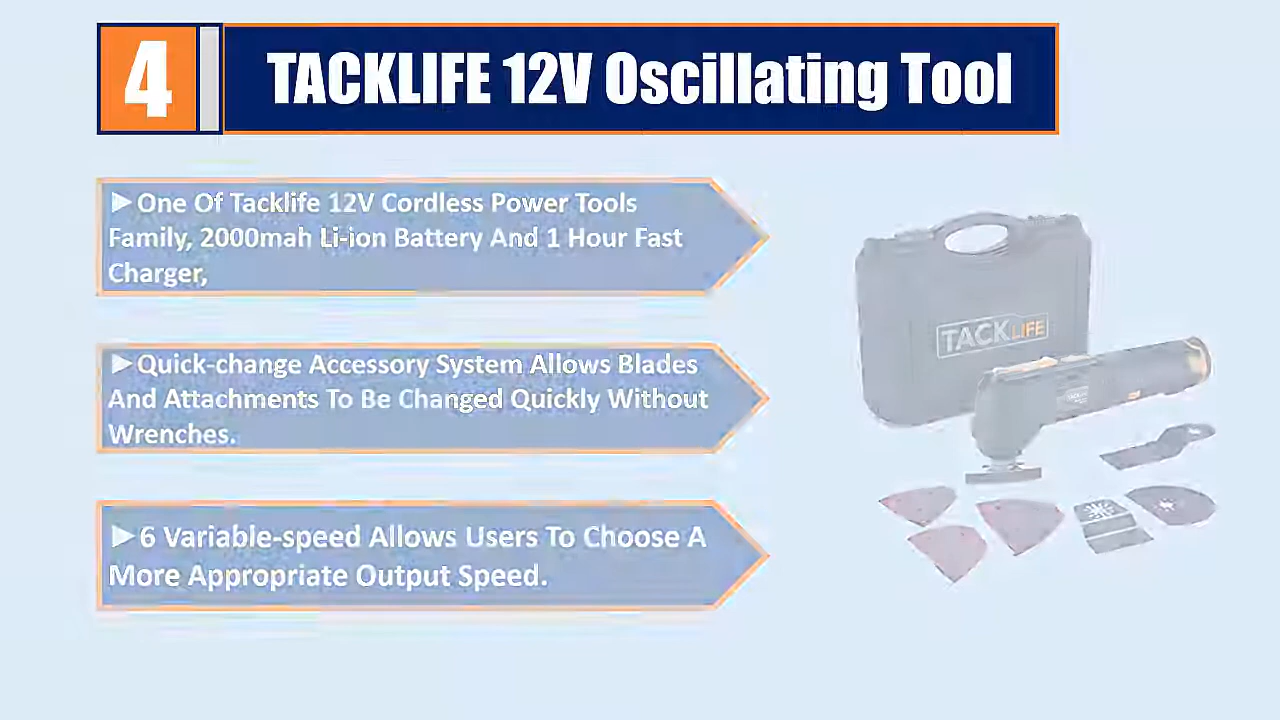 4
TACKLIFE 12V Oscillating Tool
►One Of Tacklife 12V Cordless Power Tools
Family, 2000mah Li-ion Battery And 1 Hour Fast
Charger,
►Quick-change Accessory System Allows Blades
And Attachments To Be Changed Quickly Without
Wrenches.
►6 Variable-speed Allows Users To Choose A
More Appropriate Output Speed.
TACKLIFE